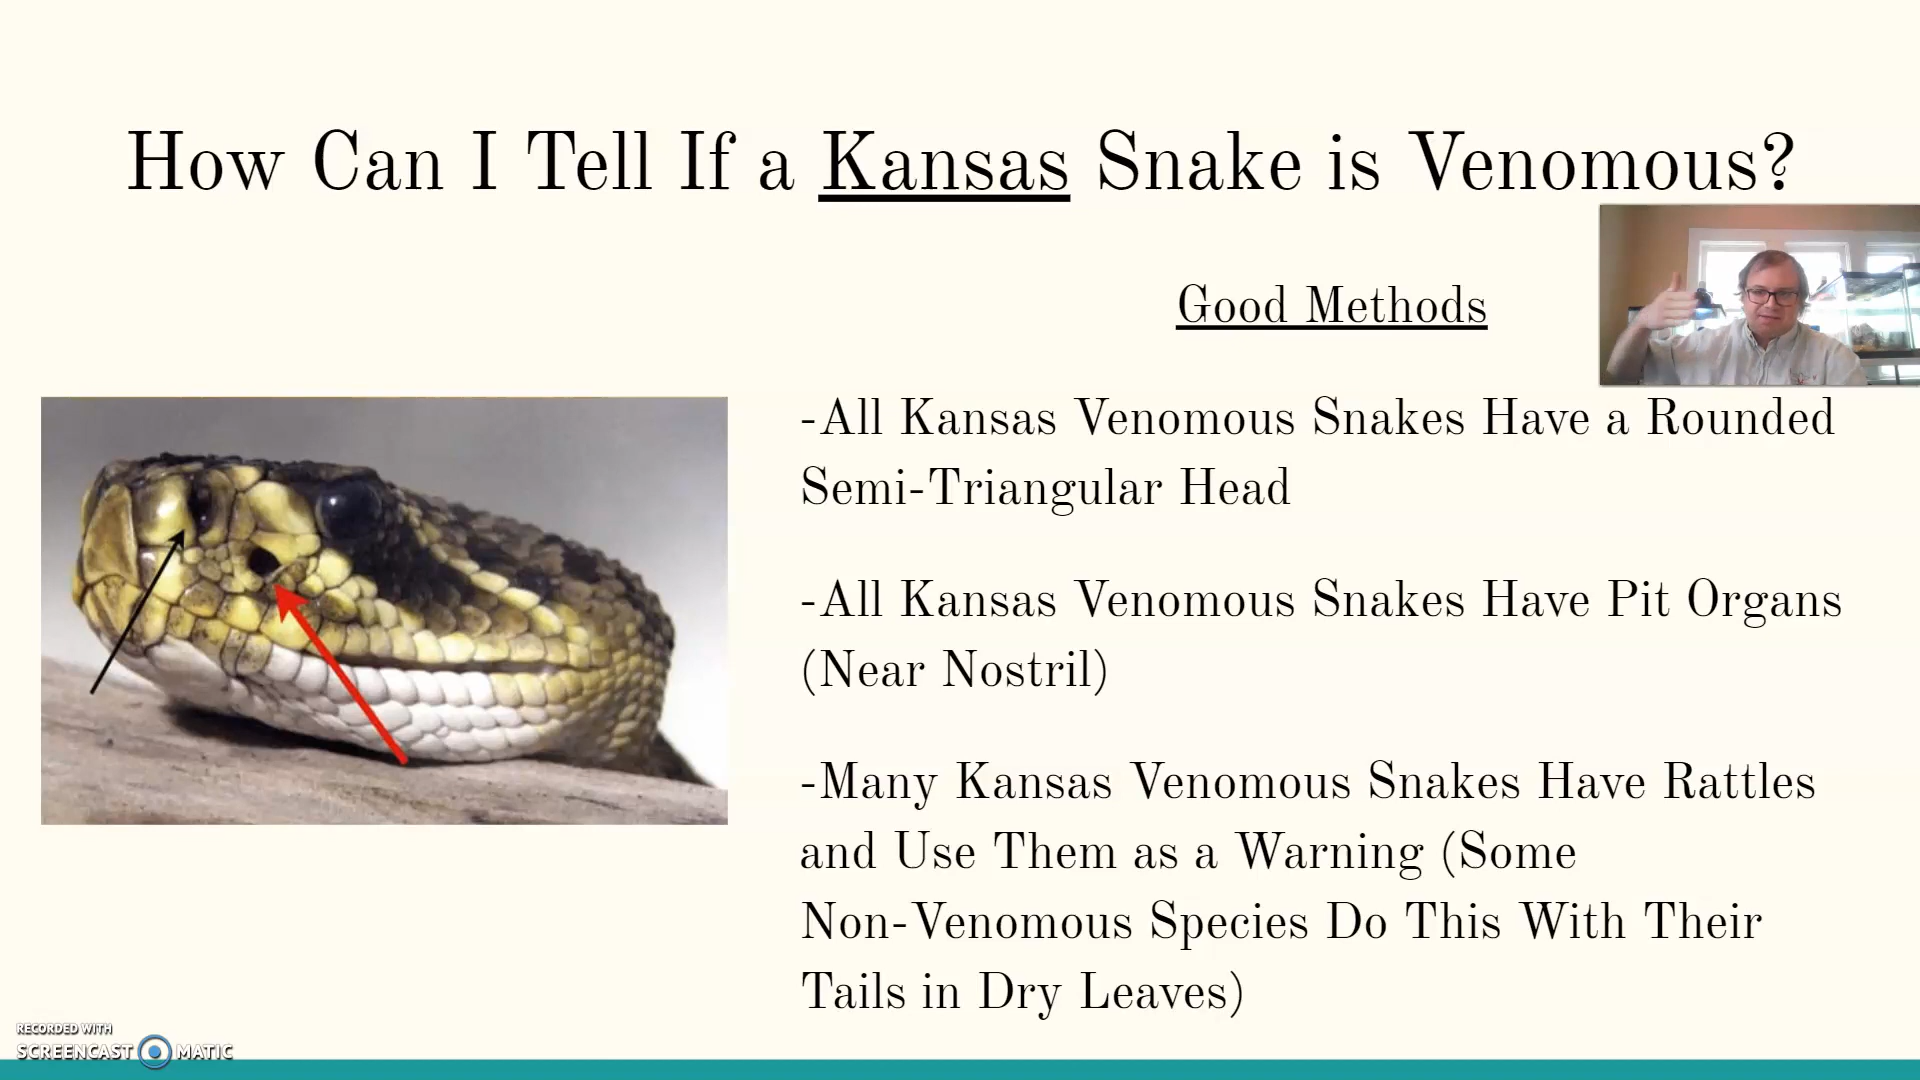 How Can I Tell If a Kansas Snake is Venomous?
Good Methods
-All Kansas Venomous Snakes Have a Rounded
Semi-Triangular Head
-All Kansas Venomous Snakes Have Pit Organs
(Near Nostril)
-Many Kansas Venomous Snakes Have Rattles
and Use Them as a Warning (Some
Non-Venomous Species Do This With Their
Tails in Dry Leaves)
RECORDED WITH
SCREENCAST MATIC